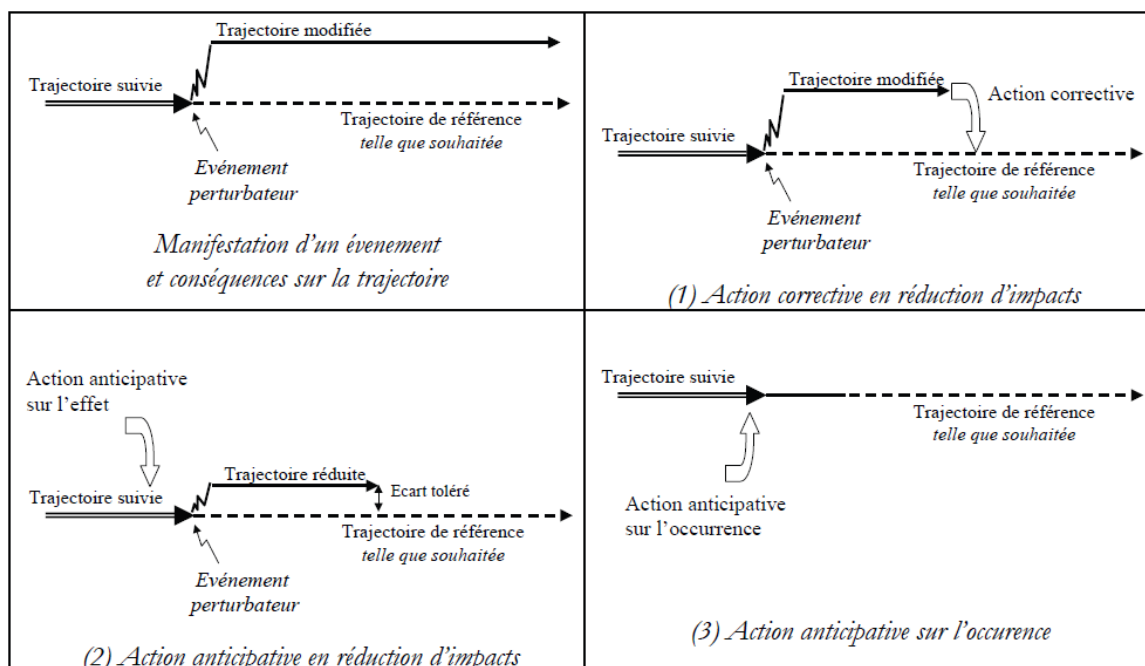 Trajectoire modifiée
Trajectoire suivie
Trajectoire de référence
telle que souhaitée
Evénement
perturbateur
Manifestation d'un évenement
et conséquences sur la trajectoire
Trajectoire modifiée
Action corrective
Trajectoire suivie
Trajectoire de référence
telle que souhaitée
Evénement
perturbateur
(1) Action corrective en réduction d'impacts
Action anticipative
sur l'effet
Trajectoire réduite
Trajectoire suivie
Ecart toléré
Trajectoire de référence
telle que souhaitée
Evénement
perturbateur
(2) Action anticipative en réduction d'impacts
Trajectoire suivie
Trajectoire de référence
telle que souhaitée
Action anticipative
sur l'occurrence
(3) Action anticipative sur l'occurence